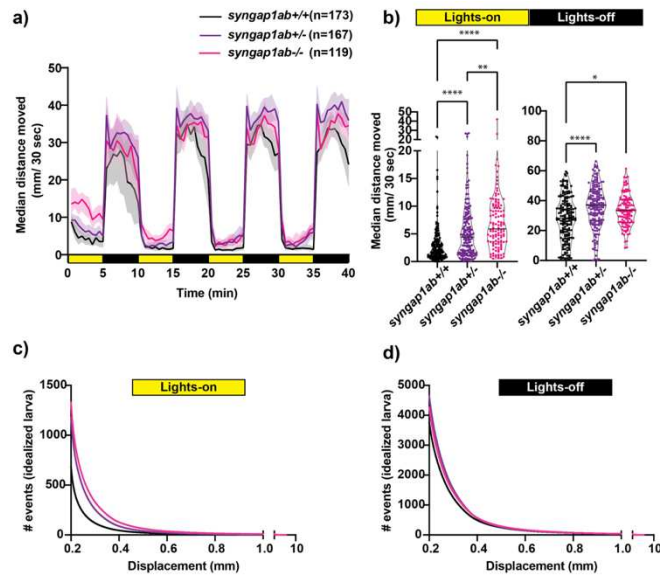 a)
syngap1ab+/+ (n=173)
syngap1ab+/- (n=167)
syngap1ab-/- (n=119)
Median distance moved
(mm/ 30 sec)
50
40
30
20
10
0
0 5 10 15 20 25 30 35 40
Time (min)
b)
Lights-on
Lights-off
****
****
**
*
****
Median distance moved
(mm/ 30 sec)
50
40
30
20
10
5
0
100
80
60
40
20
0
syngap1ab+/+
syngap1ab+/-
syngap1ab-/-
syngap1ab+/+
syngap1ab+/-
syngap1ab-/-
c)
Lights-on
# events (idealized larva)
1500
1000
500
0
0.2 0.4 0.6 0.8 1.0 10
Displacement (mm)
d)
Lights-off
# events (idealized larva)
5000
4000
3000
2000
1000
0
0.2 0.4 0.6 0.8 1.0 10
Displacement (mm)